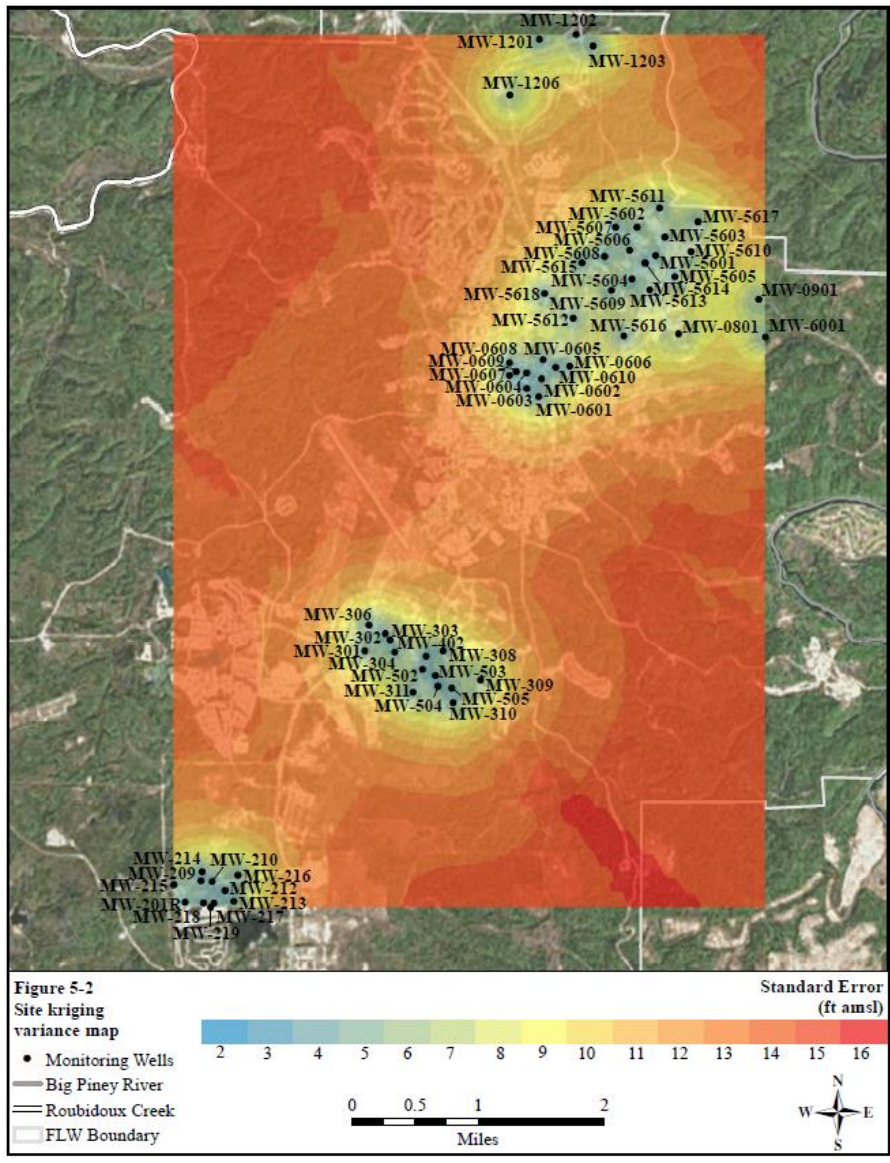 MW-1202
MW-1201
MW-1203
MW-1206
MW-5611
MW-5602
MW-5617
MW-5607
MW-5603
MW-5606
MW-5610
MW-5608
MW-5601
MW-5615
MW-5605
MW-5604
MW-5614
MW-0901
MW-5618
MW-5609
MW-5613
MW-5612
MW-5616
MW-0801
MW-6001
MW-0608
MW-0605
MW-0609
MW-0606
MW-0607
MW-0610
MW-0604
MW-0602
MW-0603
MW-0601
MW-306
MW-303
MW-302
MW-402
MW-301
MW-308
MW-304
MW-503
MW-502
MW-309
MW-311
MW-505
MW-504
MW-310
MW-214
MW-210
MW-209
MW-216
MW-215
MW-212
MW-201R
MW-213
MW-218
MW-217
MW-219
Figure 5-2
Site kriging
variance map
Standard Error
(ft amsl)
2 3 4 5 6 7 8 9 10 11 12 13 14 15 16
Monitoring Wells
Big Piney River
Roubidoux Creek
FLW Boundary
0 0.5 1 2
Miles
N
W E
S